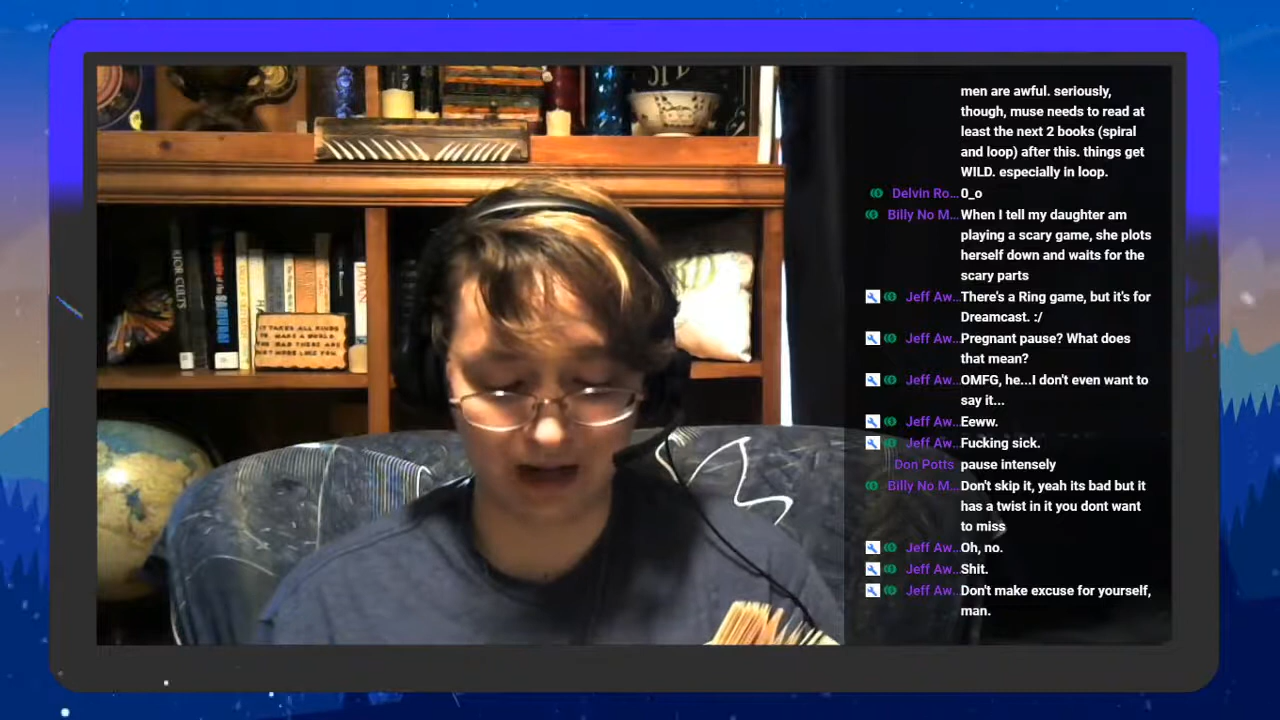 men are awful. seriously,
though, muse needs to read at
least the next 2 books (spiral
and loop) after this. things get
WILD. especially in loop.
Delvin Ro... 0_o
Billy No M... When I tell my daughter am
playing a scary game, she plots
herself down and waits for the
scary parts
Jeff Aw... There's a Ring game, but it's for
Dreamcast. :/
Jeff Aw... Pregnant pause? What does
that mean?
Jeff Aw... OMFG, he...I don't even want to
say it...
Jeff Aw... Eeww.
Jeff Aw... Fucking sick.
Don Potts pause intensely
Billy No M... Don't skip it, yeah its bad but it
has a twist in it you dont want
to miss
Jeff Aw... Oh, no.
Jeff Aw... Shit.
Jeff Aw... Don't make excuse for yourself,
man.
IT TAKES ALL KINDS
TO MAKE A WORLD.
SAMURAI